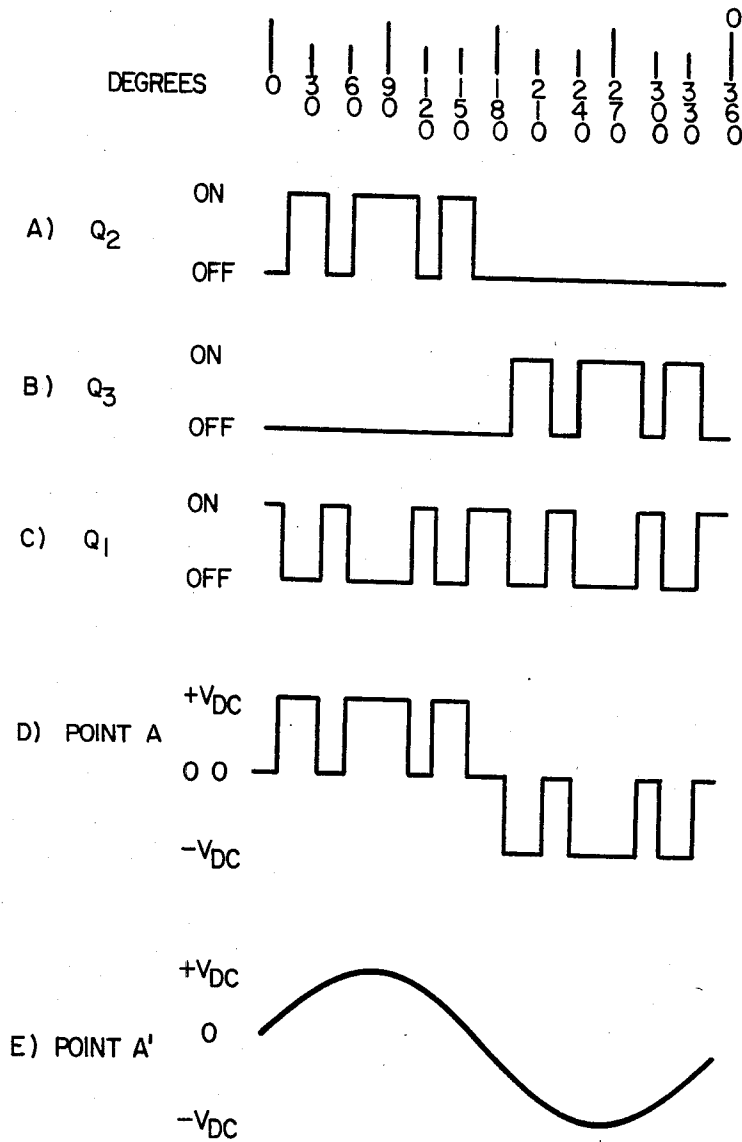 DEGREES 0 30 60 90 120 150 180 210 240 270 300 330 360 0
ON
A) Q2
OFF
ON
B) Q3
OFF
ON
C) Q1
OFF
+VDC
D) POINT A
0 0
-VDC
+VDC
0
E) POINT A'
-VDC